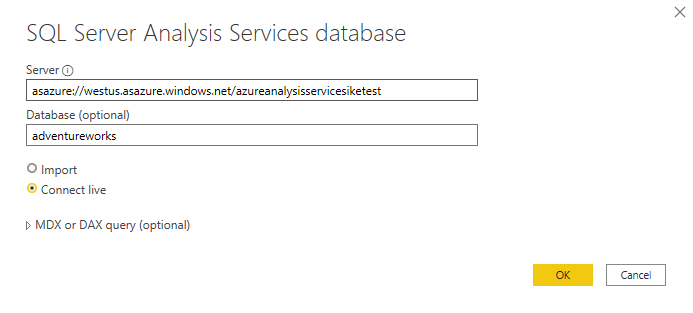 SQL Server Analysis Services database
Server
asazure://westus.asazure.windows.net/azureanalysisservicesiketest
Database (optional)
adventureworks
Import
Connect live
MDX or DAX query (optional)
OK
Cancel